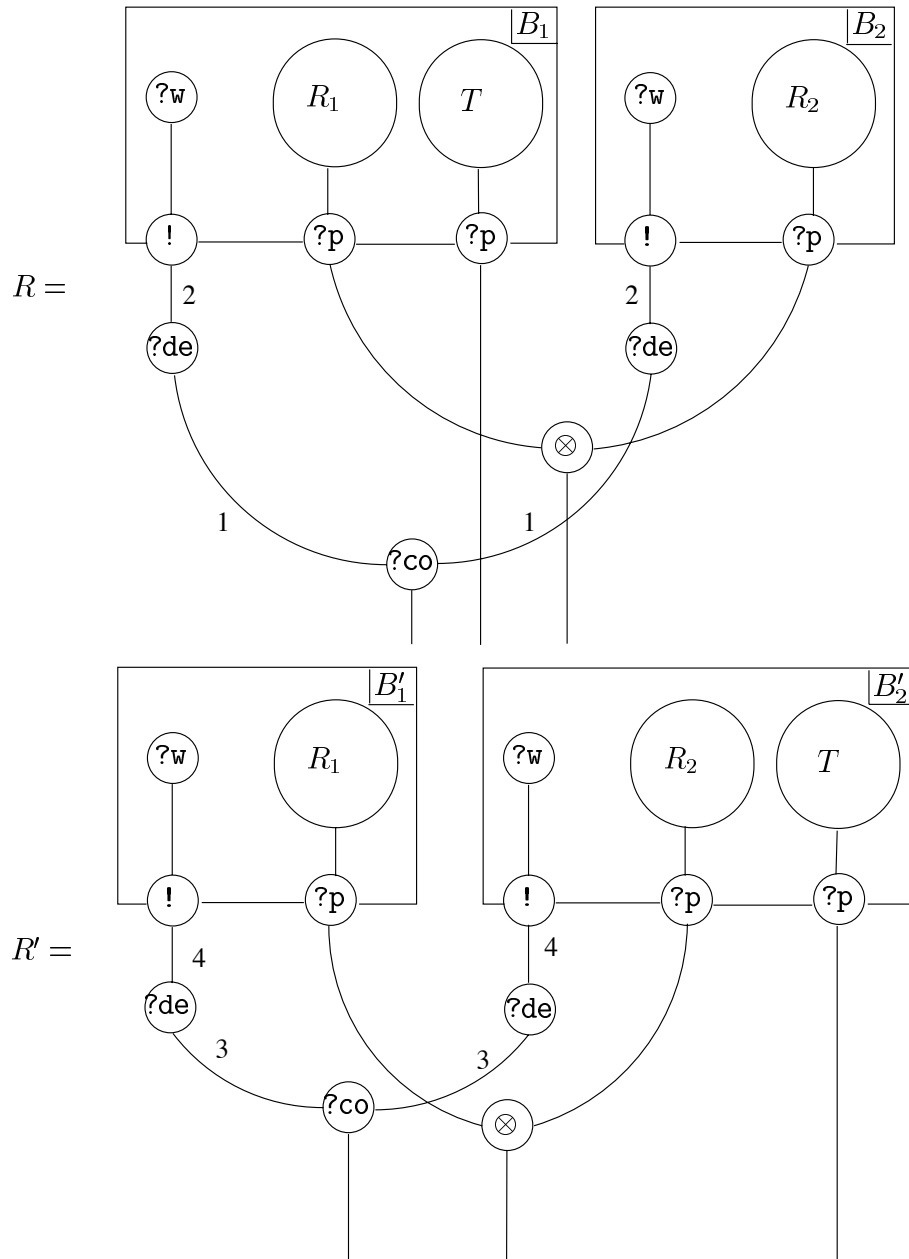 B₁ B₂
?w R₁ T ?w R₂
! ?p ?p ! ?p
R =
2 2
?de ?de
⊗
1 1
?co
B′₁ B′₂
?w R₁ ?w R₂ T
! ?p ! ?p ?p
R′ =
4 4
?de ?de
3 3
?co ⊗